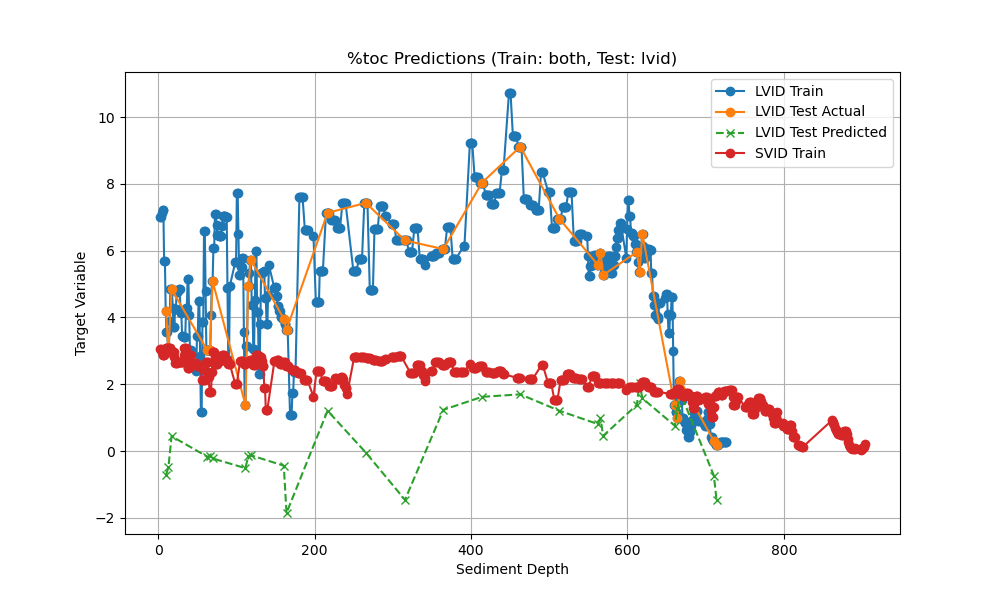 %toc Predictions (Train: both, Test: lvid)
LVID Train
LVID Test Actual
LVID Test Predicted
SVID Train
Target Variable
10
8
6
4
2
0
−2
0 200 400 600 800
Sediment Depth